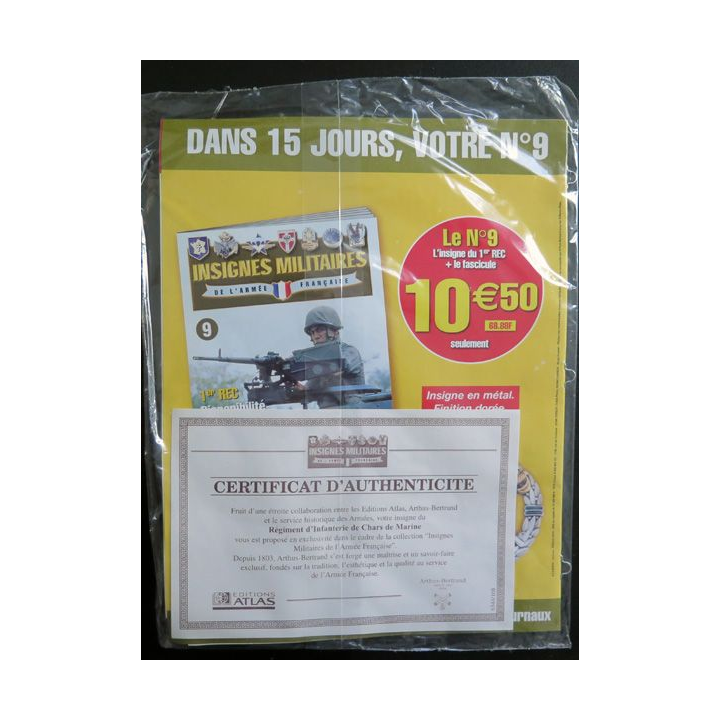 DANS 15 JOURS, VOTRE N°9
INSIGNES MILITAIRES
DE L'ARMÉE FRANÇAISE
9
1er REC
Disponibilité
Le N°9
L'insigne du 1er REC
+ le fascicule
10€50
68.88F
seulement
Insigne en métal.
Finition dorée
INSIGNES MILITAIRES
CERTIFICAT D'AUTHENTICITE
Fruit d'une étroite collaboration entre les Editions Atlas, Arthus-Bertrand
et le service historique des Armées, votre insigne du
Régiment d'Infanterie de Chars de Marine
vous est proposé en exclusivité dans le cadre de la collection "Insignes
Militaires de l'Armée Française"
Depuis 1803, Arthus-Bertrand s'est forgé une maîtrise et un savoir-faire
exclusif, fondés sur la tradition, l'esthétique et la qualité au service
de l'Armée Française.
EDITIONS
ATLAS
Arthus-Bertrand
urnaux